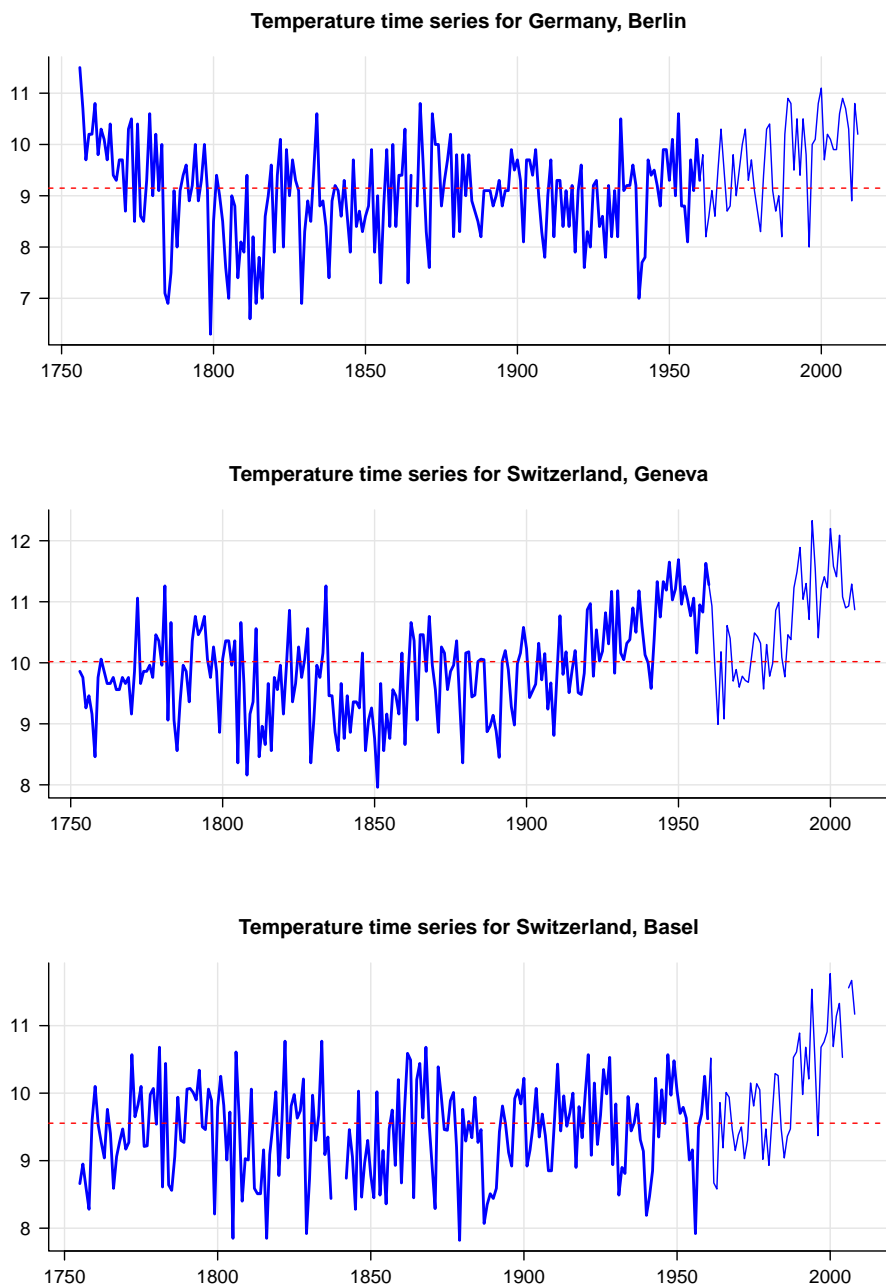 Temperature time series for Germany, Berlin
11
10
9
8
7
1750 1800 1850 1900 1950 2000
Temperature time series for Switzerland, Geneva
12
11
10
9
8
1750 1800 1850 1900 1950 2000
Temperature time series for Switzerland, Basel
11
10
9
8
1750 1800 1850 1900 1950 2000